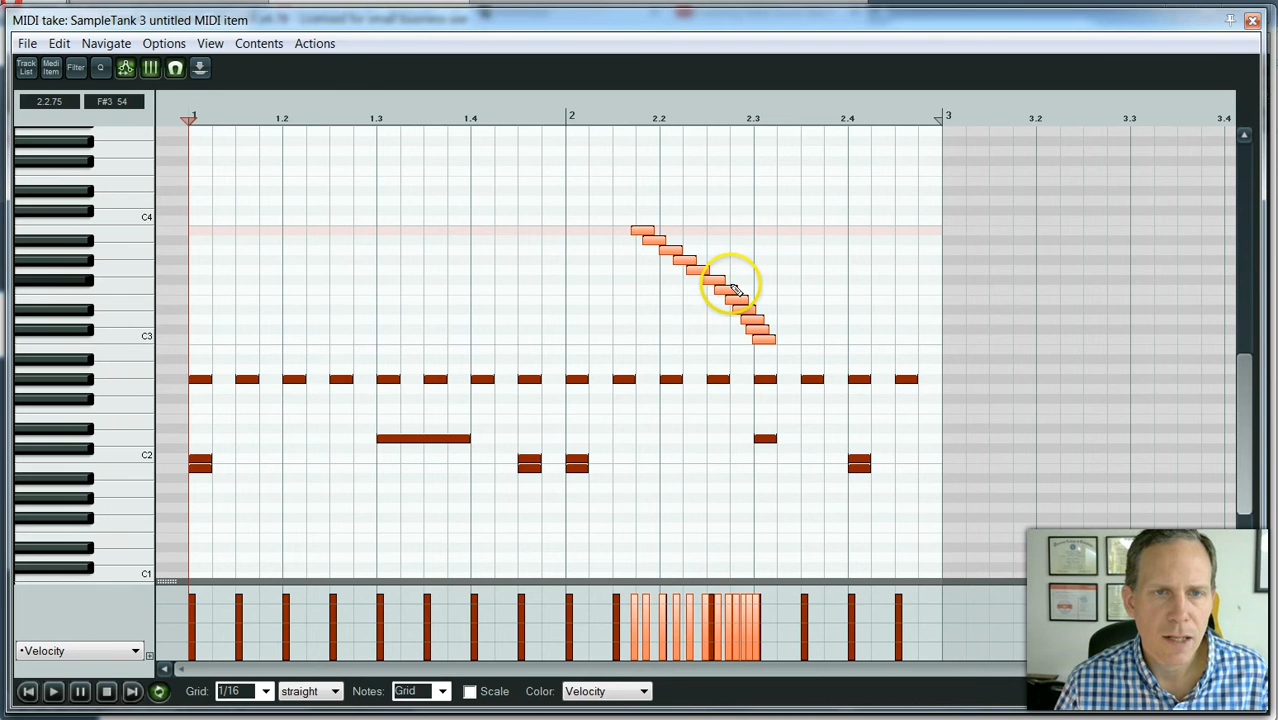 MIDI take: SampleTank 3 untitled MIDI item
File Edit Navigate Options View Contents Actions
Track List
Medi Item
Filter
Q
2.2.75 F#3 54
1 1.2 1.3 1.4 2 2.2 2.3 2.4 3 3.2 3.3 3.4
C4
C3
C2
C1
•Velocity
Grid: 1/16 straight Notes: Grid Scale Color: Velocity